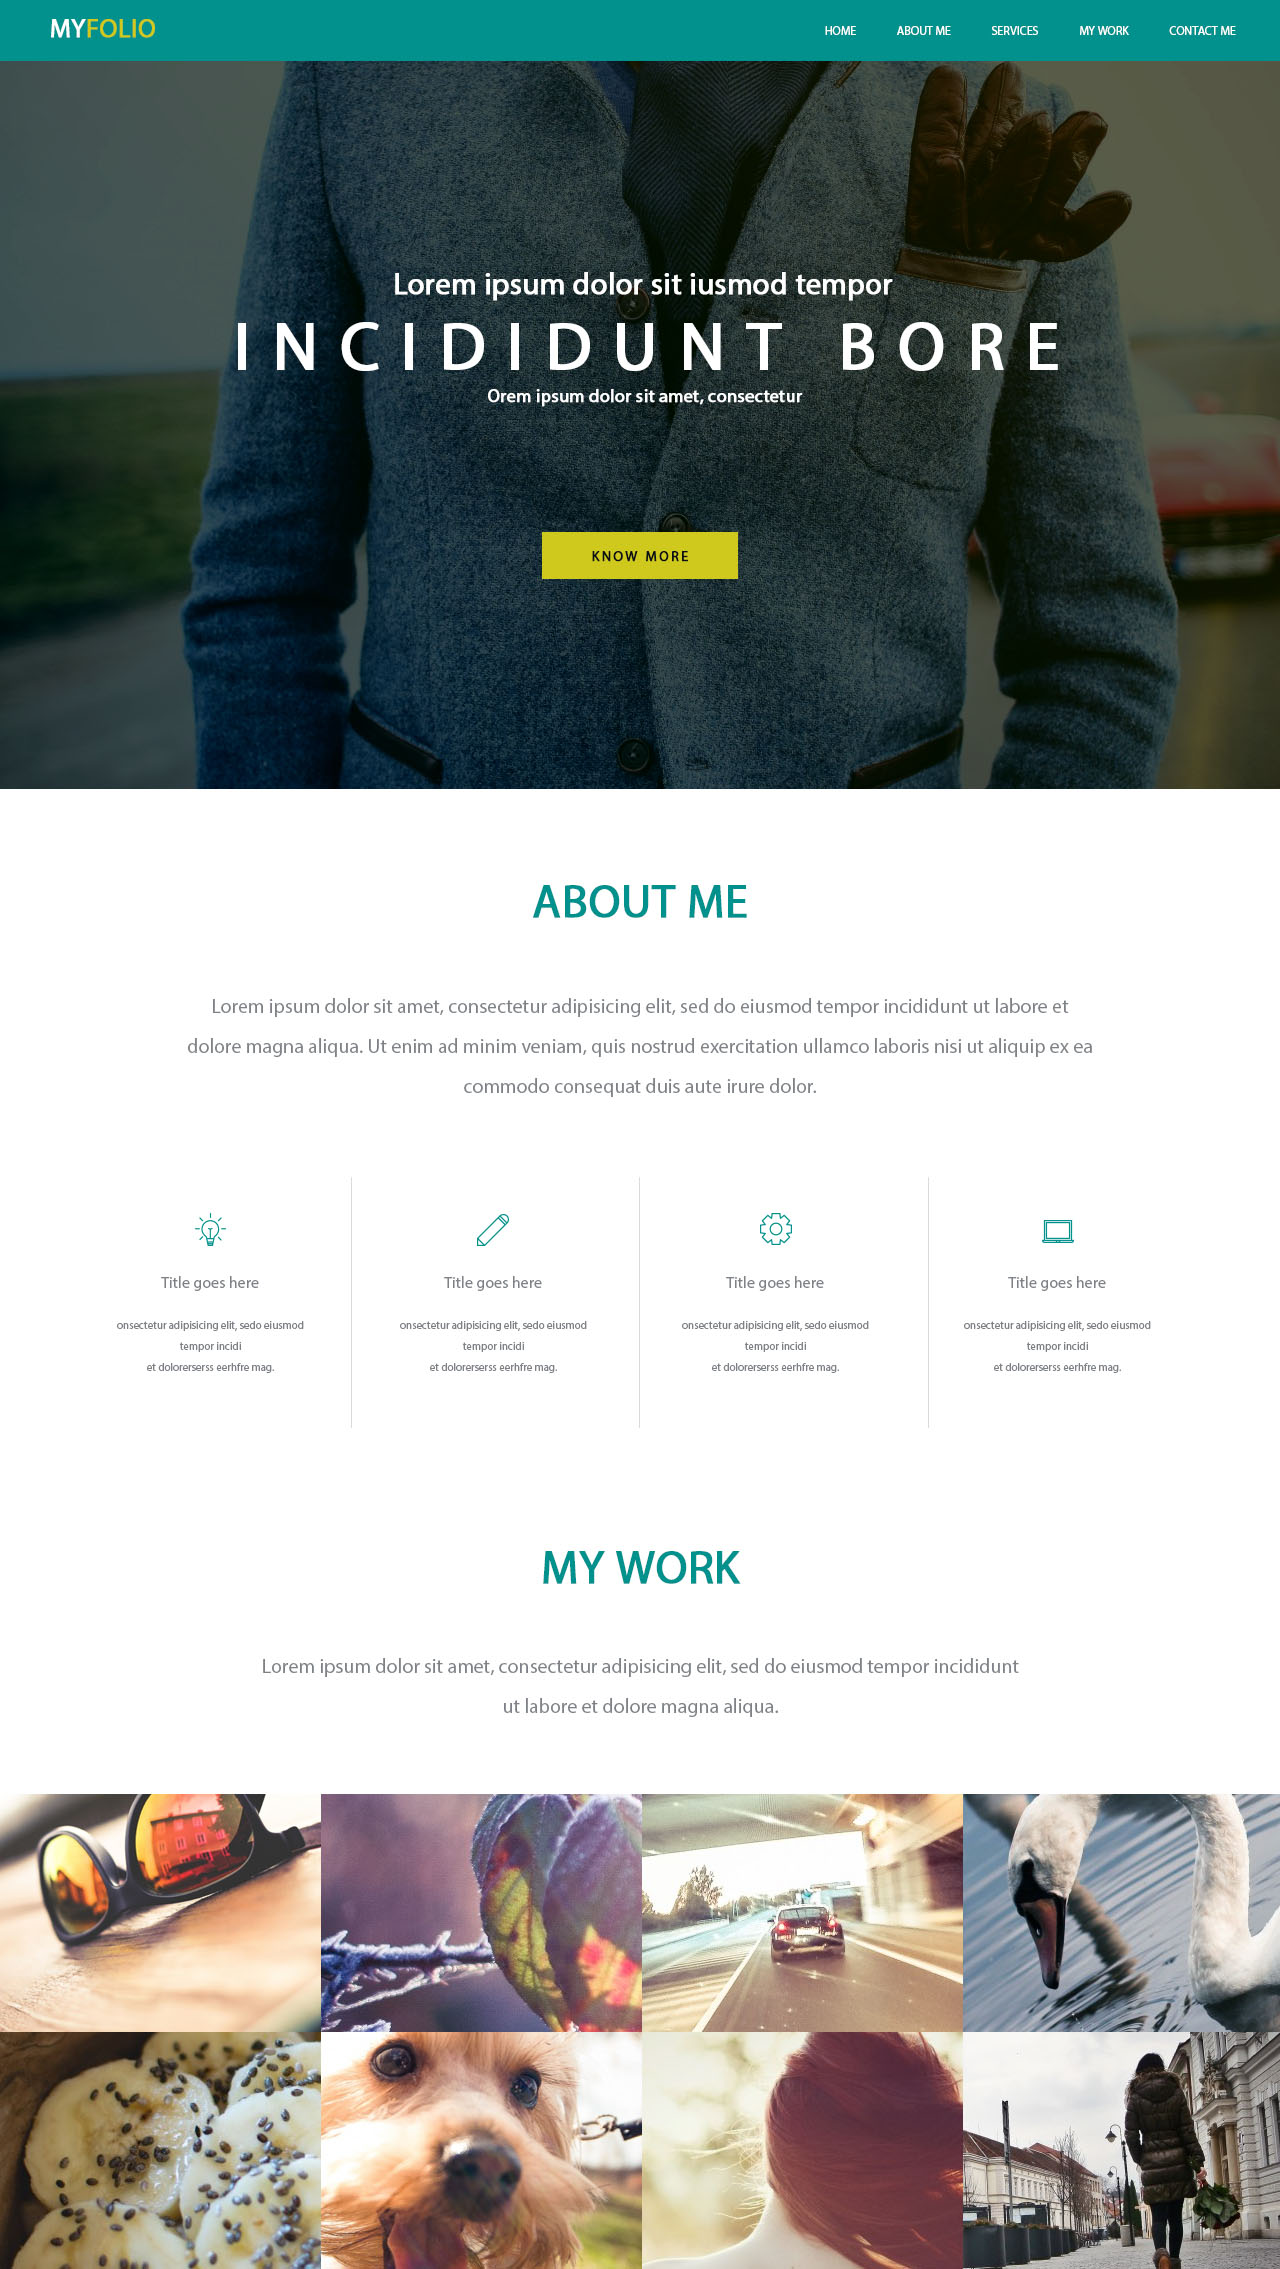 MYFOLIO
HOME ABOUT ME SERVICES MY WORK CONTACT ME
Lorem ipsum dolor sit iusmod tempor
INCIDIDUNT BORE
Orem ipsum dolor sit amet, consectetur
KNOW MORE
ABOUT ME
Lorem ipsum dolor sit amet, consectetur adipisicing elit, sed do eiusmod tempor incididunt ut labore et
dolore magna aliqua. Ut enim ad minim veniam, quis nostrud exercitation ullamco laboris nisi ut aliquip ex ea
commodo consequat duis aute irure dolor.
Title goes here
onsectetur adipisicing elit, sedo eiusmod
tempor incidi
et dolorerserss eerhfre mag.
Title goes here
onsectetur adipisicing elit, sedo eiusmod
tempor incidi
et dolorerserss eerhfre mag.
Title goes here
onsectetur adipisicing elit, sedo eiusmod
tempor incidi
et dolorerserss eerhfre mag.
Title goes here
onsectetur adipisicing elit, sedo eiusmod
tempor incidi
et dolorerserss eerhfre mag.
MY WORK
Lorem ipsum dolor sit amet, consectetur adipisicing elit, sed do eiusmod tempor incididunt
ut labore et dolore magna aliqua.